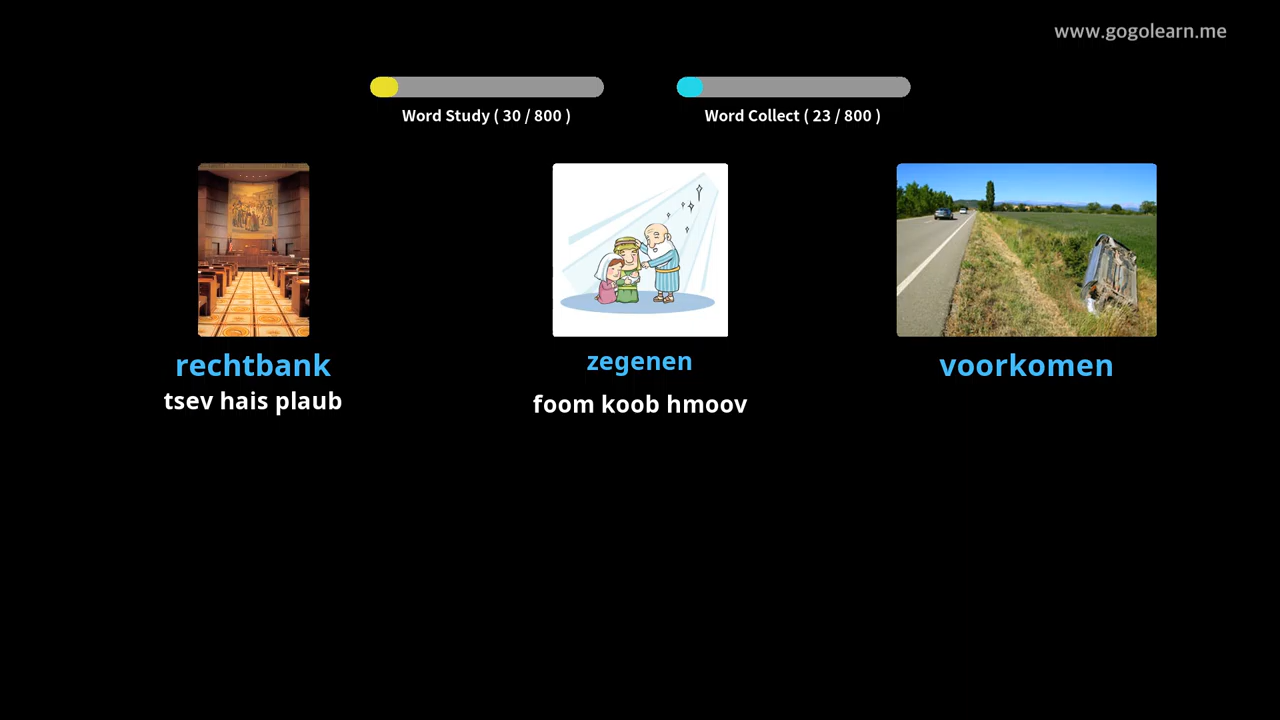 www.gogolearn.me
Word Study ( 30 / 800 )
Word Collect ( 23 / 800 )
rechtbank
tsev hais plaub
zegenen
foom koob hmoov
voorkomen